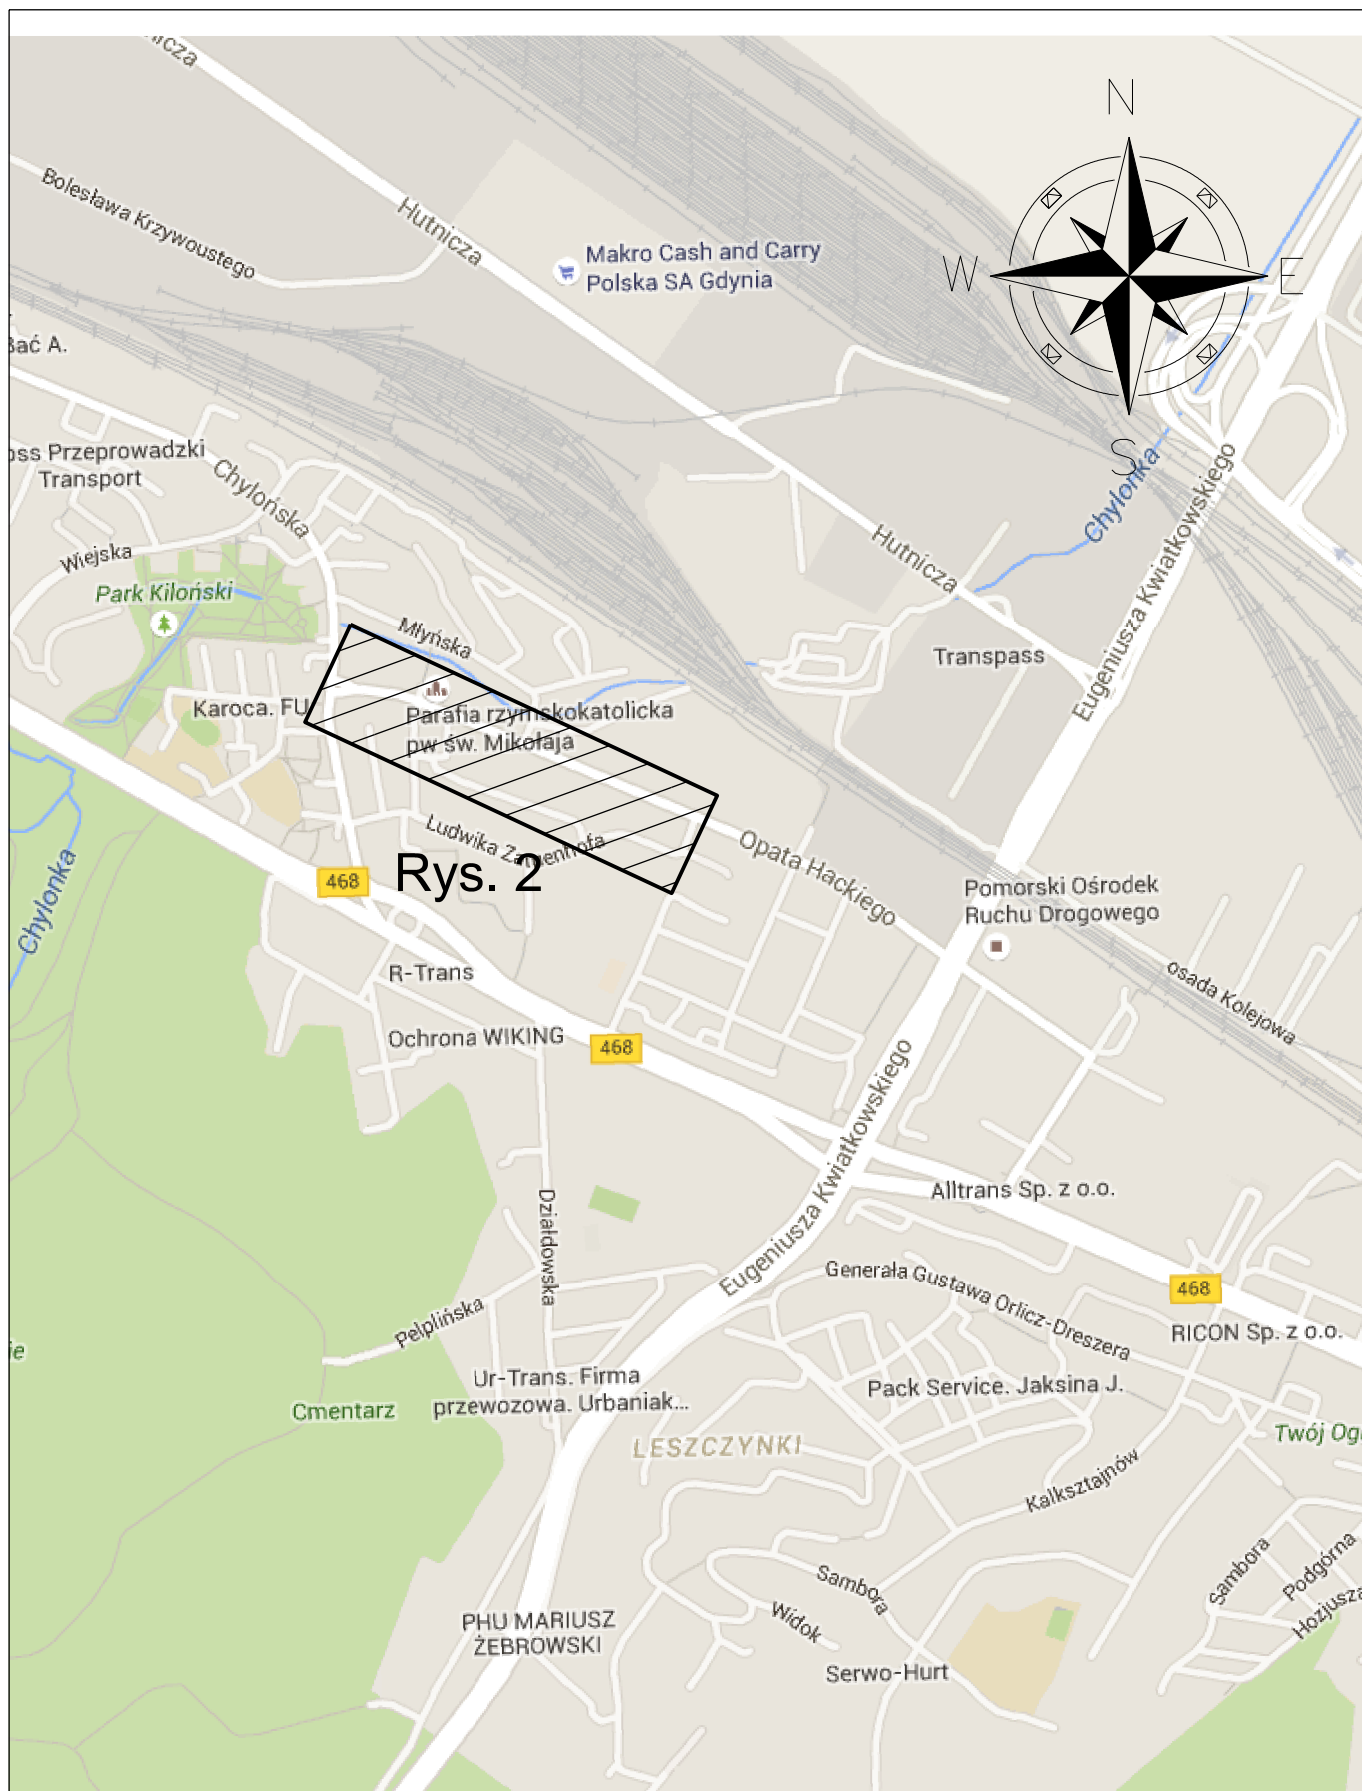 N
Hutnicza
Bolesława Krzywoustego
Makro Cash and Carry
Polska SA Gdynia
W
E
S
Transport
Przeprowadzki
Chylońska
Chylonka
Eugeniusza Kwiatkowskiego
Hutnicza
Wiejska
Park Kiloński
Młyńska
Transpass
Karoca. FU
Parafia rzymskokatolicka
pw św. Mikołaja
Ludwika Zamenhofa
Opata Hackiego
Rys. 2
468
Chylonka
Pomorski Ośrodek
Ruchu Drogowego
R-Trans
osada Kolejowa
Ochrona WIKING
468
Eugeniusza Kwiatkowskiego
Alltrans Sp. z o.o.
Działdowska
Generała Gustawa Orlicz-Dreszera
468
Pelplińska
RICON Sp. z o.o.
Ur-Trans. Firma
przewozowa. Urbaniak...
Pack Service. Jaksina J.
Cmentarz
LESZCZYNKI
Twój
Kalksztajnów
Sambora
Widok
Sambora
Podgórna
PHU MARIUSZ
ŻEBROWSKI
Serwo-Hurt